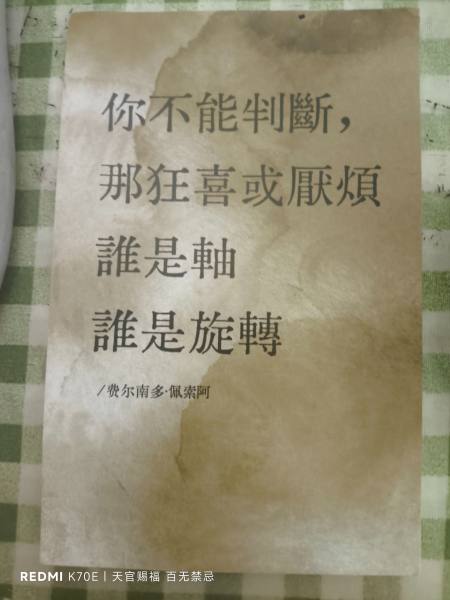 你不能判斷，
那狂喜或厭煩
誰是軸
誰是旋轉
/费尔南多·佩索阿
REDMI K70E | 天官賜福 百无禁忌